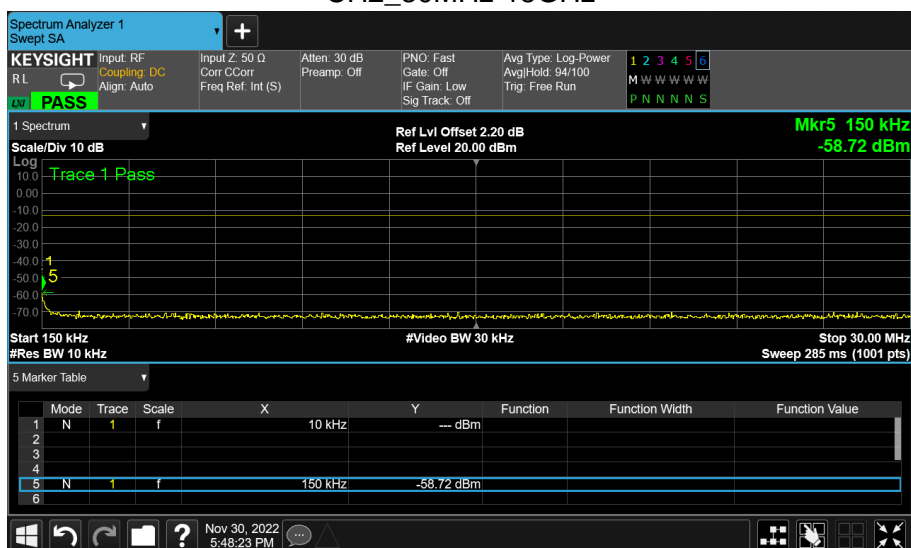 Spectrum Analyzer 1
Swept SA
+
KEYSIGHT Input: RF Input Z: 50 Ω Atten: 30 dB PNO: Fast Avg Type: Log-Power 1 2 3 4 5 6
RL Coupling: DC Corr CCorr Preamp: Off Gate: Off Avg|Hold: 94/100 M W W W W W
Align: Auto Freq Ref: Int (S) IF Gain: Low Trig: Free Run
LXI PASS Sig Track: Off P N N N N S
1 Spectrum Ref Lvl Offset 2.20 dB Mkr5 150 kHz
Scale/Div 10 dB Ref Level 20.00 dBm -58.72 dBm
Log
10.0 Trace 1 Pass
0.00
-10.0
-20.0
-30.0
-40.0 1
-50.0 5
-60.0
-70.0
Start 150 kHz #Video BW 30 kHz Stop 30.00 MHz
#Res BW 10 kHz Sweep 285 ms (1001 pts)
5 Marker Table
Mode Trace Scale X Y Function Function Width Function Value
1 N 1 f 10 kHz --- dBm
2
3
4
5 N 1 f 150 kHz -58.72 dBm
6
? Nov 30, 2022
5:48:23 PM